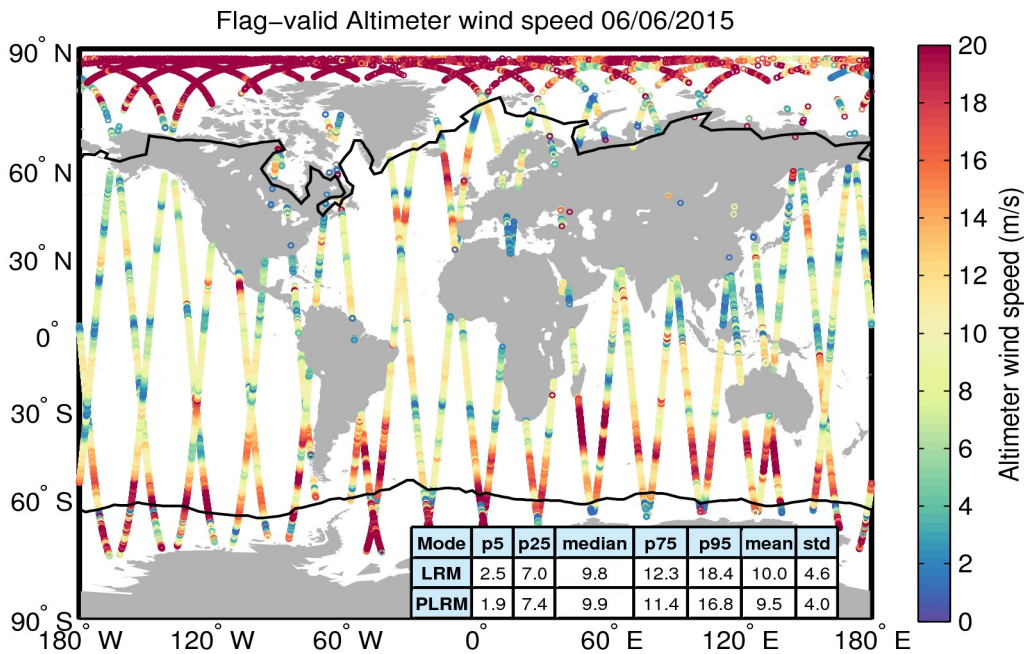 Flag−valid Altimeter wind speed 06/06/2015
90° N
60° N
30° N
0°
30° S
60° S
90° S
180° W
120° W
60° W
0°
60° E
120° E
180° E
Mode p5 p25 median p75 p95 mean std
LRM 2.5 7.0 9.8 12.3 18.4 10.0 4.6
PLRM 1.9 7.4 9.9 11.4 16.8 9.5 4.0
20
18
16
14
12
10
8
6
4
2
0
Altimeter wind speed (m/s)